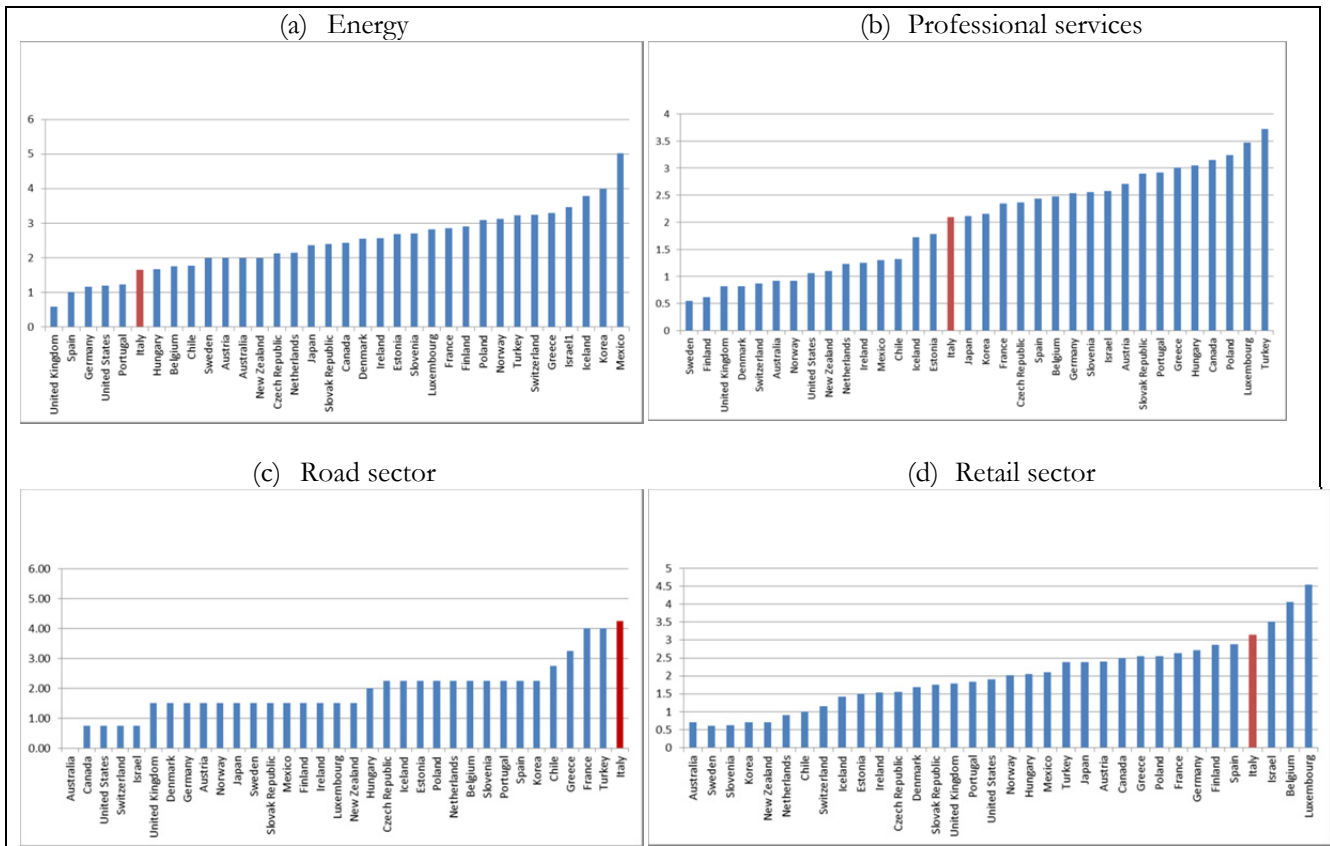 (a) Energy
6
5
4
3
2
1
0
United Kingdom
Spain
Germany
United States
Portugal
Italy
Hungary
Belgium
Chile
Sweden
Austria
Australia
New Zealand
Czech Republic
Netherlands
Japan
Slovak Republic
Canada
Denmark
Ireland
Estonia
Slovenia
Luxembourg
France
Finland
Poland
Norway
Turkey
Switzerland
Greece
Israel1
Iceland
Korea
Mexico
(b) Professional services
4
3.5
3
2.5
2
1.5
1
0.5
0
Sweden
Finland
United Kingdom
Denmark
Switzerland
Australia
Norway
United States
New Zealand
Netherlands
Ireland
Mexico
Chile
Iceland
Estonia
Italy
Japan
Korea
France
Czech Republic
Spain
Belgium
Germany
Slovenia
Israel
Austria
Slovak Republic
Portugal
Greece
Hungary
Canada
Poland
Luxembourg
Turkey
(c) Road sector
6.00
5.00
4.00
3.00
2.00
1.00
0.00
Australia
Canada
United States
Switzerland
Israel
United Kingdom
Denmark
Germany
Austria
Norway
Japan
Sweden
Slovak Republic
Mexico
Finland
Ireland
Luxembourg
New Zealand
Hungary
Czech Republic
Iceland
Estonia
Poland
Netherlands
Belgium
Slovenia
Portugal
Spain
Korea
Chile
Greece
France
Turkey
Italy
(d) Retail sector
5
4.5
4
3.5
3
2.5
2
1.5
1
0.5
0
Australia
Sweden
Slovenia
Korea
New Zealand
Netherlands
Chile
Switzerland
Iceland
Estonia
Ireland
Czech Republic
Denmark
Slovak Republic
United Kingdom
Portugal
United States
Norway
Hungary
Mexico
Turkey
Japan
Austria
Canada
Greece
Poland
France
Germany
Finland
Spain
Italy
Israel
Belgium
Luxembourg